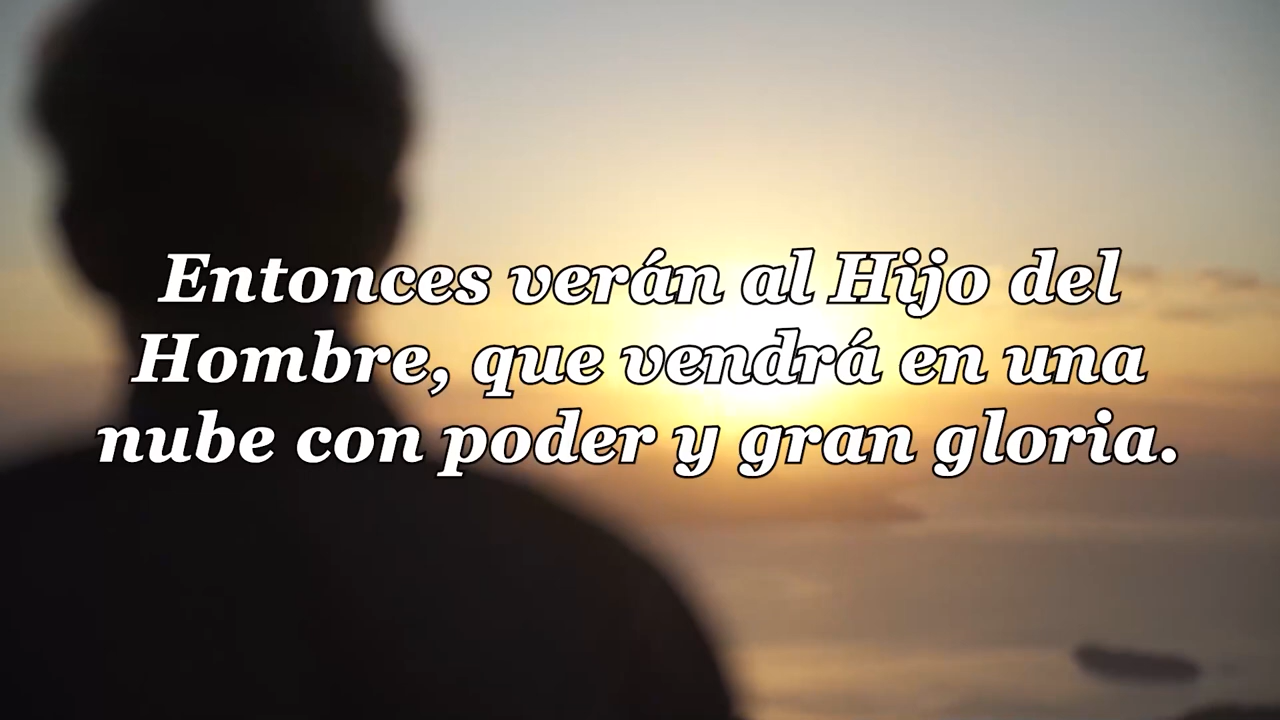 Entonces verán al Hijo del
Hombre, que vendrá en una
nube con poder y gran gloria.